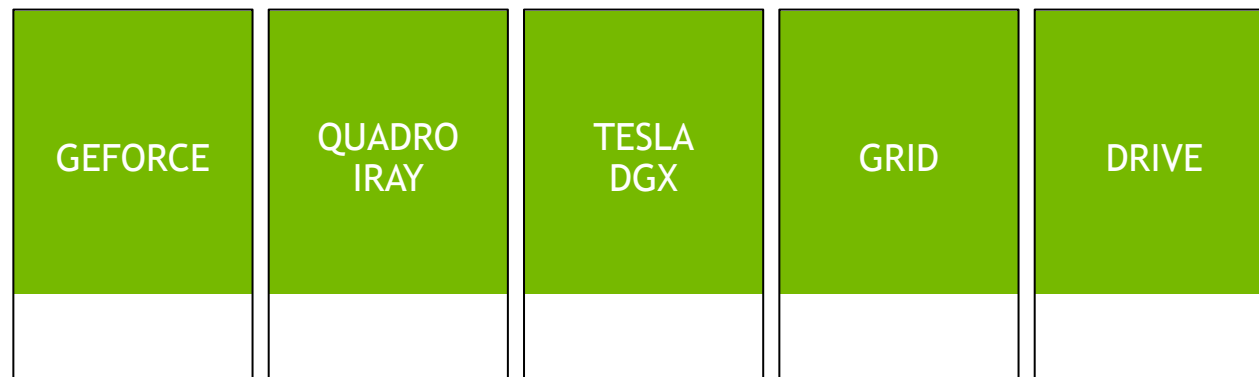 GEFORCE
QUADRO
IRAY
TESLA
DGX
GRID
DRIVE